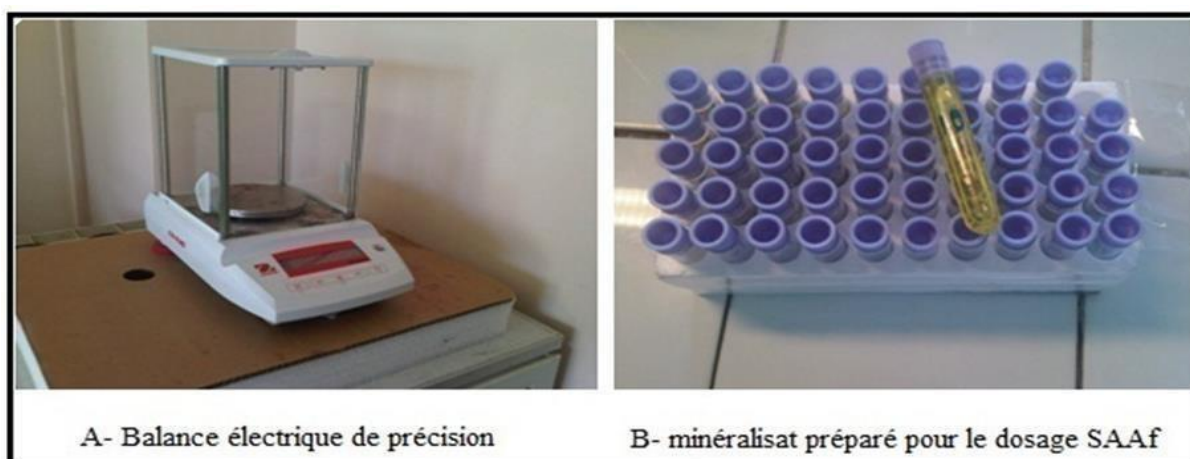 A- Balance électrique de précision
B- minéralisat préparé pour le dosage SAAf